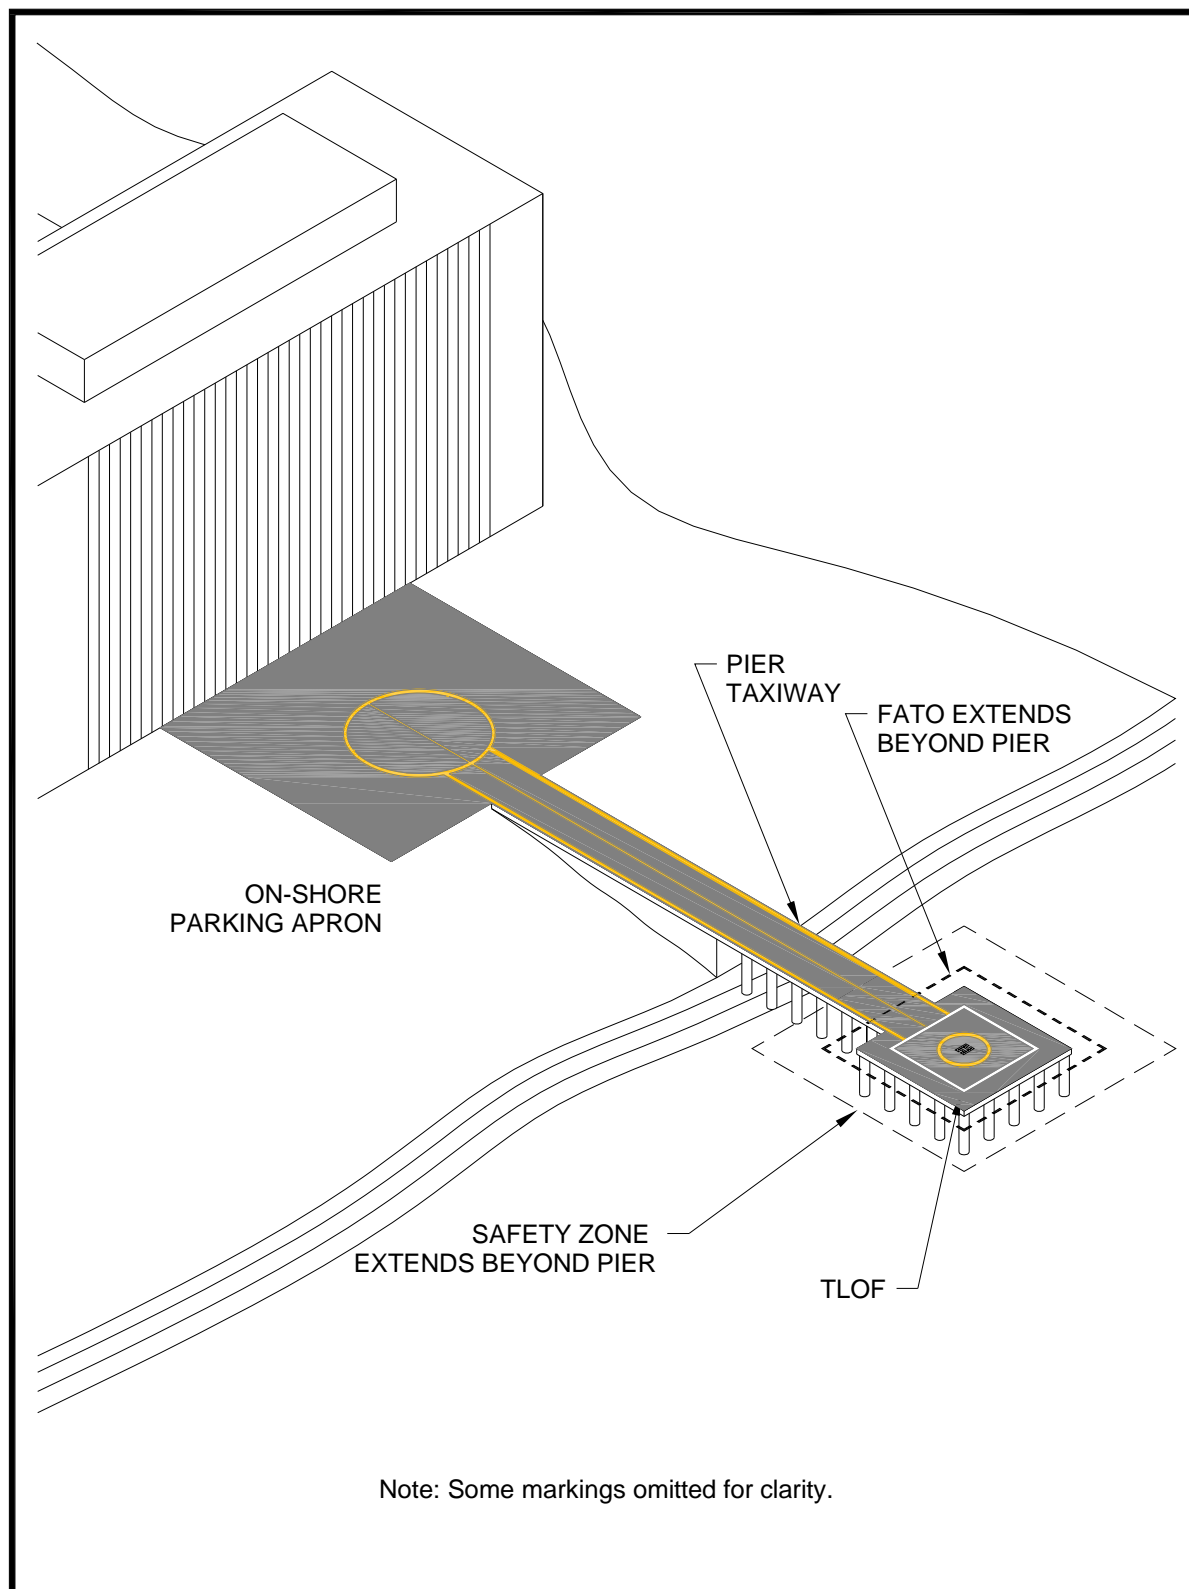 PIER
TAXIWAY
FATO EXTENDS
BEYOND PIER
ON-SHORE
PARKING APRON
SAFETY ZONE
EXTENDS BEYOND PIER
TLOF
Note: Some markings omitted for clarity.